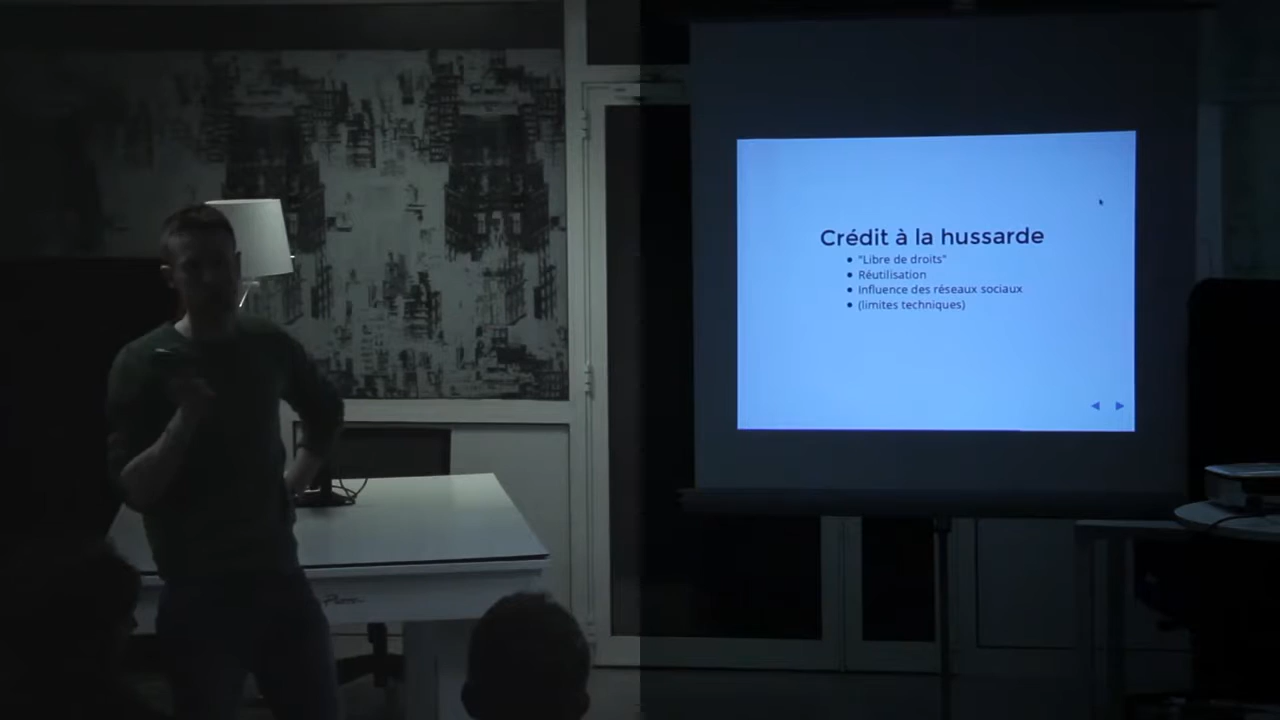 Crédit à la hussarde
• "Libre de droits"
• Réutilisation
• Influence des réseaux sociaux
• (limites techniques)